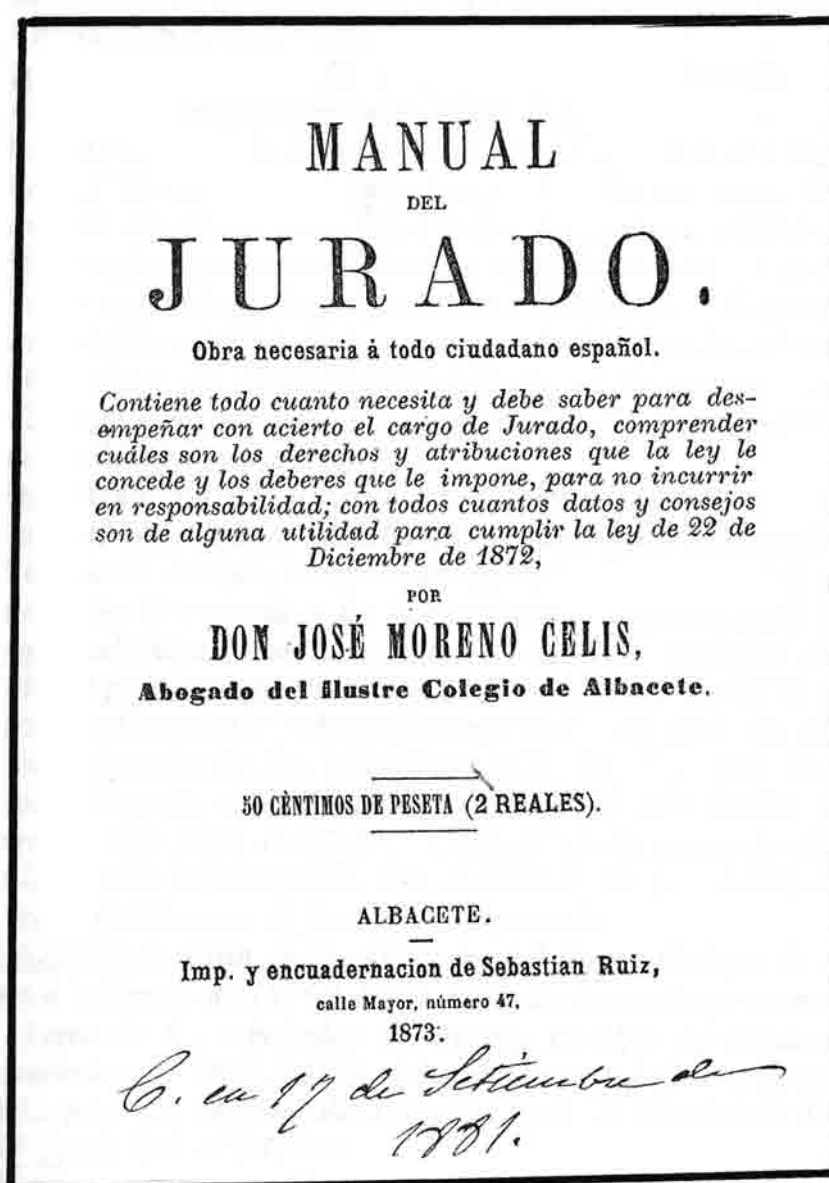 MANUAL
DEL
JURADO.
Obra necesaria á todo ciudadano español.
Contiene todo cuanto necesita y debe saber para des-
empeñar con acierto el cargo de Jurado, comprender
cuáles son los derechos y atribuciones que la ley le
concede y los deberes que le impone, para no incurrir
en responsabilidad; con todos cuantos datos y consejos
son de alguna utilidad para cumplir la ley de 22 de
Diciembre de 1872,
POR
DON JOSÉ MORENO CELIS,
Abogado del Ilustre Colegio de Albacete.
50 CÈNTIMOS DE PESETA (2 REALES).
ALBACETE.
Imp. y encuadernacion de Sebastian Ruiz,
calle Mayor, número 47.
1873.
C. en 17 de Setiembre de
1881.